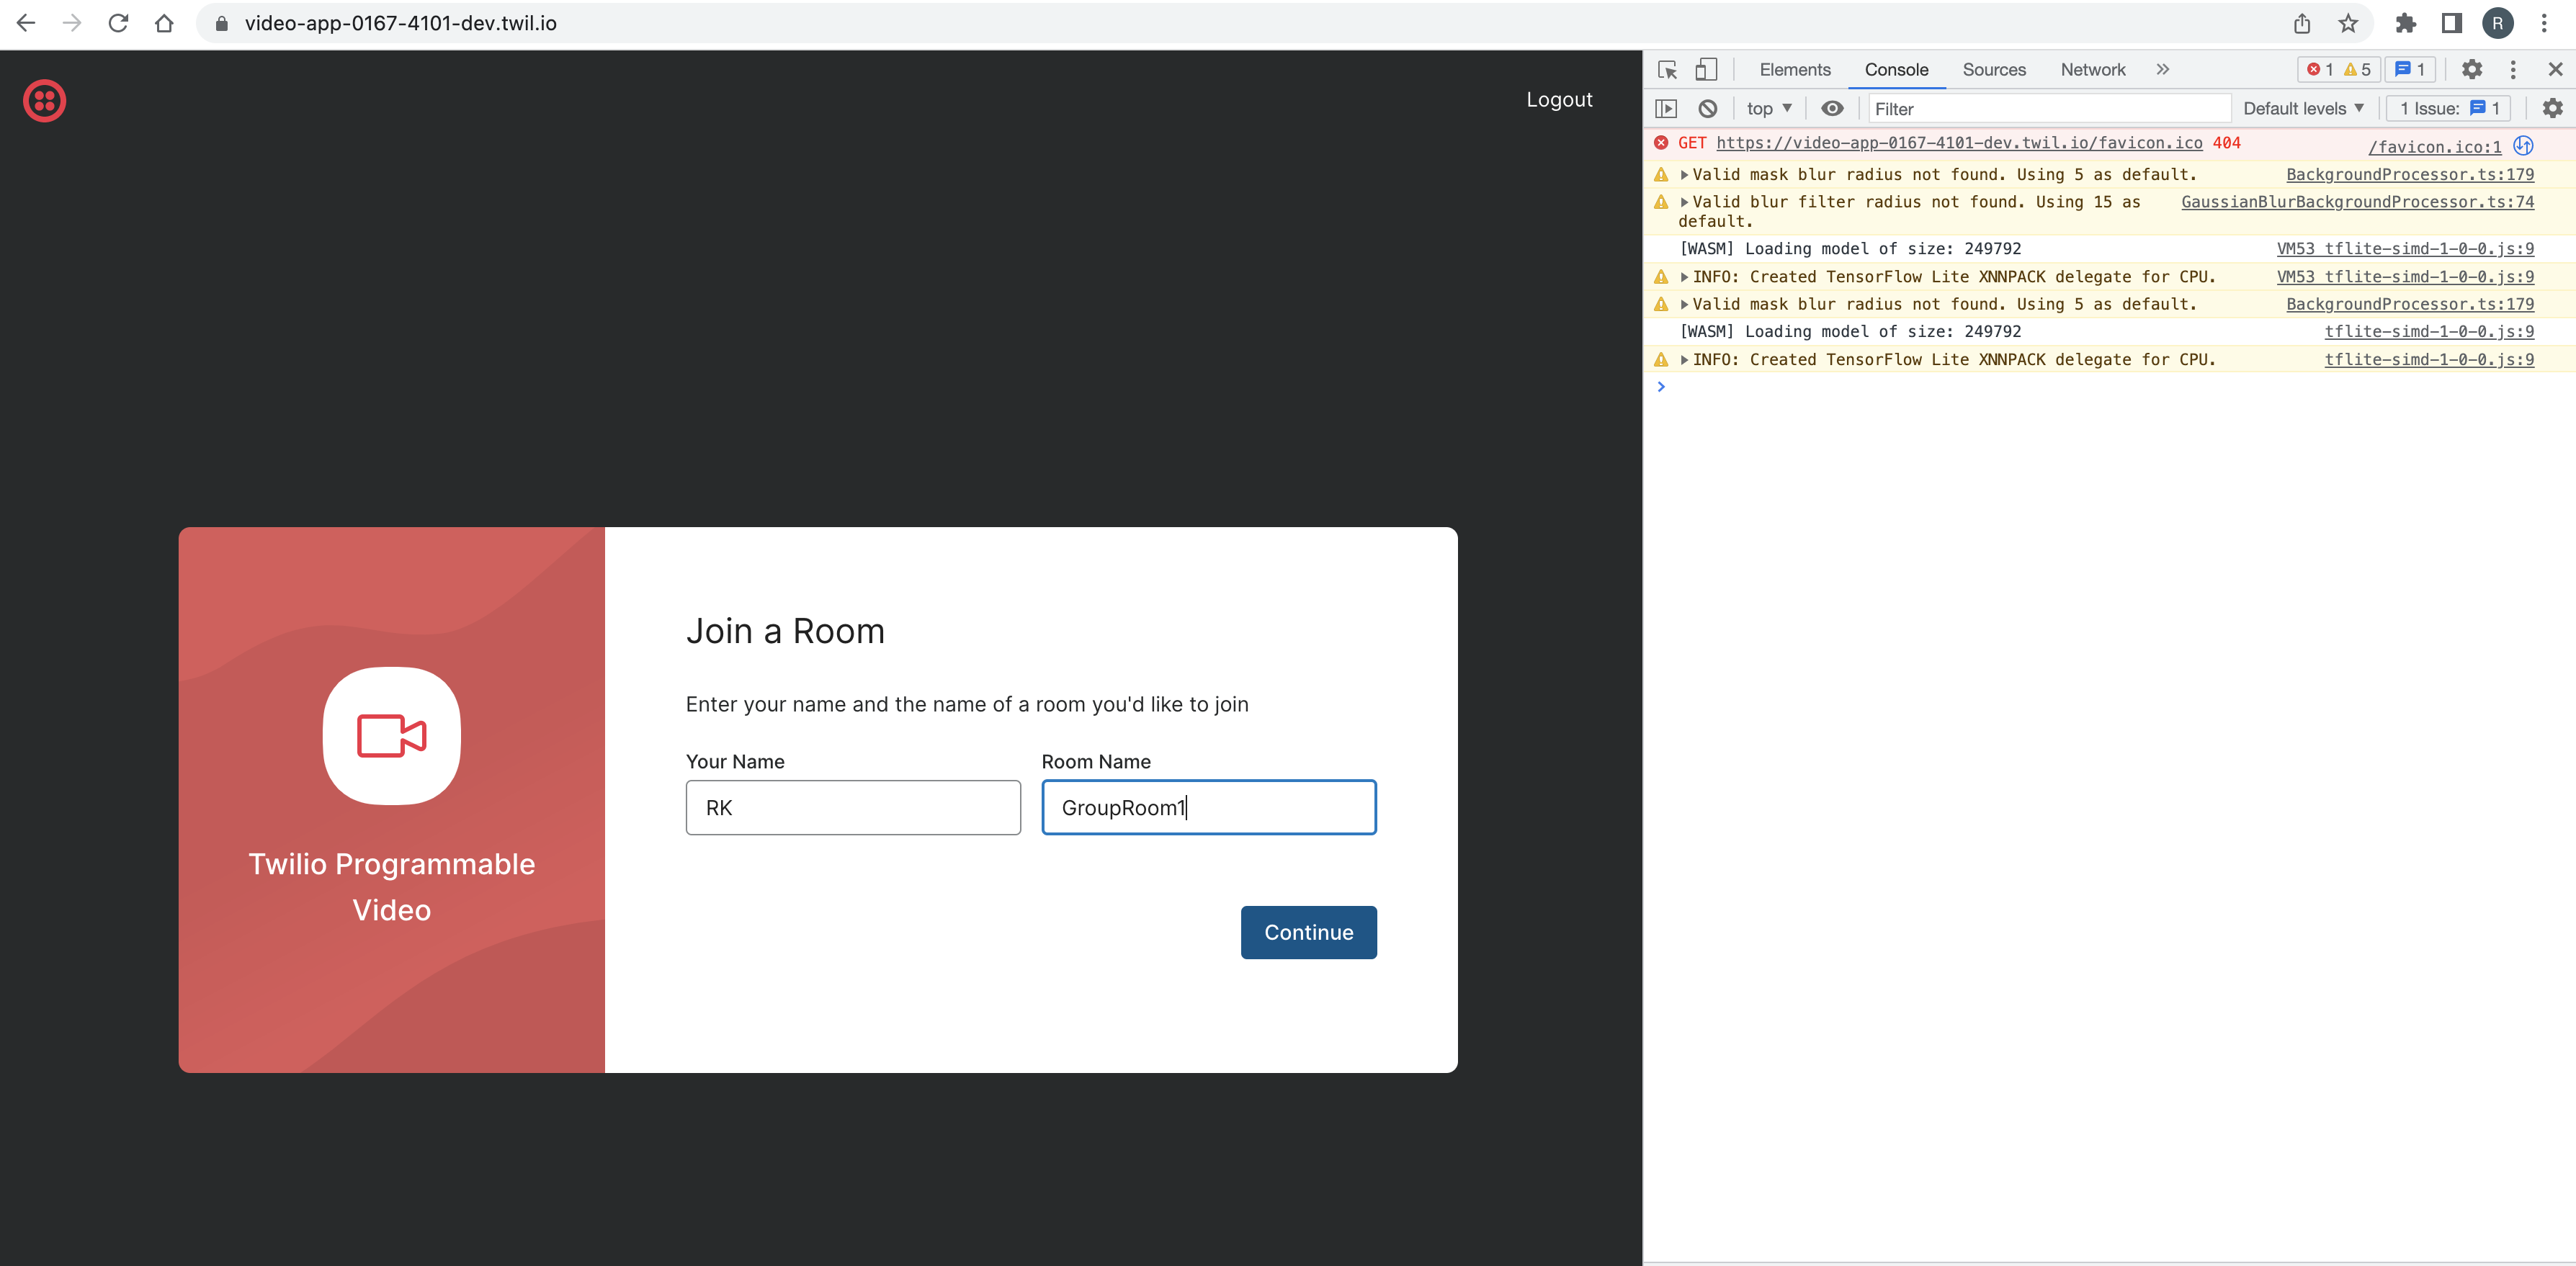 video-app-0167-4101-dev.twil.io
R
Logout
Join a Room
Enter your name and the name of a room you'd like to join
Your Name
Room Name
RK
GroupRoom1
Twilio Programmable
Video
Continue
Elements
Console
Sources
Network
1
5
1
top
Filter
Default levels
1 Issue:
1
GET https://video-app-0167-4101-dev.twil.io/favicon.ico 404 /favicon.ico:1
Valid mask blur radius not found. Using 5 as default. BackgroundProcessor.ts:179
Valid blur filter radius not found. Using 15 as GaussianBlurBackgroundProcessor.ts:74
default.
[WASM] Loading model of size: 249792 VM53 tflite-simd-1-0-0.js:9
INFO: Created TensorFlow Lite XNNPACK delegate for CPU. VM53 tflite-simd-1-0-0.js:9
Valid mask blur radius not found. Using 5 as default. BackgroundProcessor.ts:179
[WASM] Loading model of size: 249792 tflite-simd-1-0-0.js:9
INFO: Created TensorFlow Lite XNNPACK delegate for CPU. tflite-simd-1-0-0.js:9